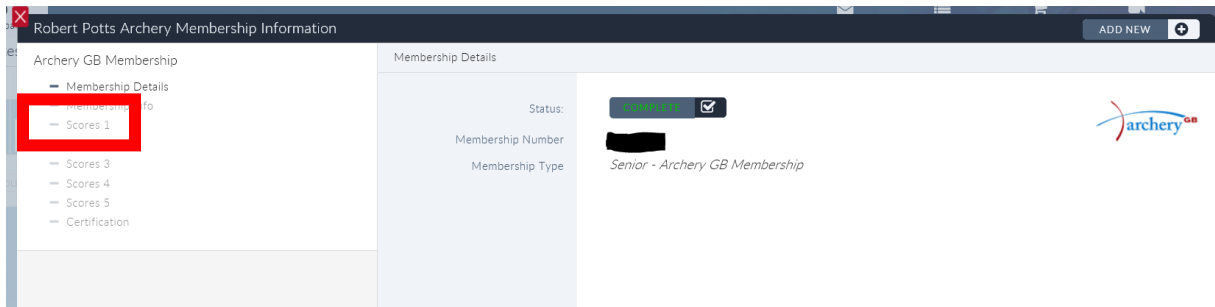 Robert Potts Archery Membership Information
ADD NEW
Archery GB Membership
Membership Details
Scores 1
Scores 3
Scores 4
Scores 5
Certification
Membership Details
Status:
COMPLETE
Membership Number
Membership Type
Senior - Archery GB Membership
archery GB